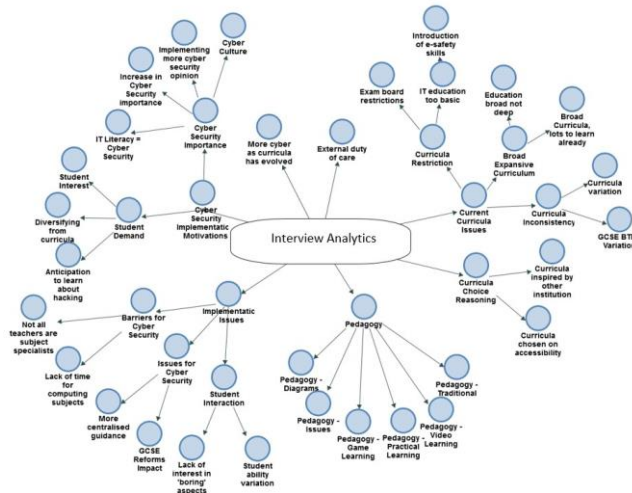 Introduction
of e-safety
skills
Cyber
Culture
Implementing
more cyber
security
opinion
Increase in
Cyber
Security
importance
Exam board
restrictions
IT education
too basic
Education
broad not
deep
Broad
Curricula,
lots to learn
already
IT Literacy =
Cyber
Security
Cyber
Security
Importance
More cyber
as curricula
has evolved
External
duty of
care
Curricula
Restriction
Broad
Expansive
Curriculum
Curricula
variation
Student
Interest
Diversifying
from
curricula
Student
Demand
Cyber
Security
Implementic
Motivations
Current
Curricula
Issues
Curricula
Inconsistency
GCSE BT
Variation
Interview Analytics
Anticipation
to learn
about
hacking
Curricula
Choice
Reasoning
Curricula
inspired by
other
institution
Not all
teachers are
subject
specialists
Barriers for
Cyber
Security
Implementic
Issues
Pedagogy
Curricula
chosen on
accessibility
Lack of time
for
computing
subjects
Issues for
Cyber
Security
Student
Interaction
Pedagogy -
Diagrams
Pedagogy -
Traditional
More
centralised
guidance
GCSE
Reforms
Impact
Lack of
interest in
'boring'
aspects
Student
ability
variation
Pedagogy -
Issues
Pedagogy -
Game
Learning
Pedagogy -
Practical
Learning
Pedagogy -
Video
Learning